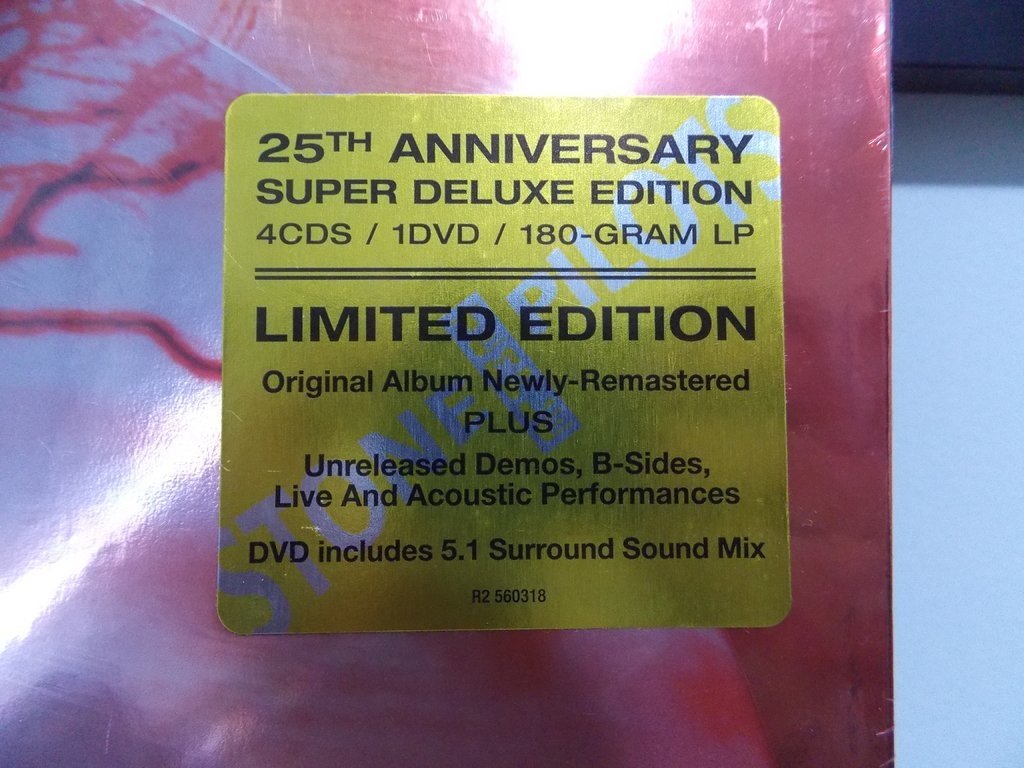 25TH ANNIVERSARY
SUPER DELUXE EDITION
4CDS / 1DVD / 180-GRAM LP
LIMITED EDITION
Original Album Newly-Remastered
PLUS
Unreleased Demos, B-Sides,
Live And Acoustic Performances
DVD includes 5.1 Surround Sound Mix
R2 560318
STONE TEMPLE PILOTS